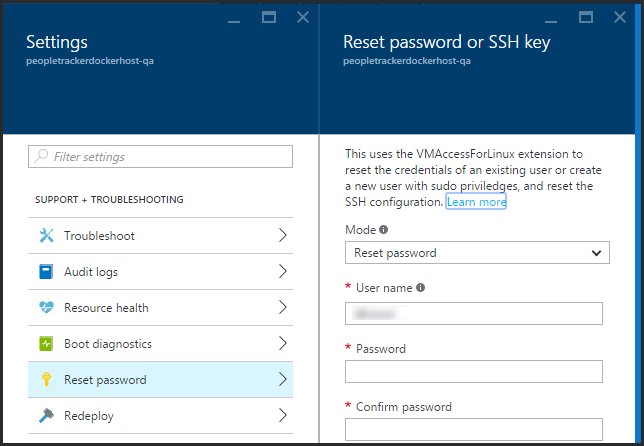 Settings
peopletrackerdockerhost-qa
Filter settings
SUPPORT + TROUBLESHOOTING
Troubleshoot
Audit logs
Resource health
Boot diagnostics
Reset password
Redeploy
Reset password or SSH key
peopletrackerdockerhost-qa
This uses the VMAccessForLinux extension to
reset the credentials of an existing user or create
a new user with sudo priviledges, and reset the
SSH configuration. Learn more
Mode
Reset password
* User name
* Password
* Confirm password